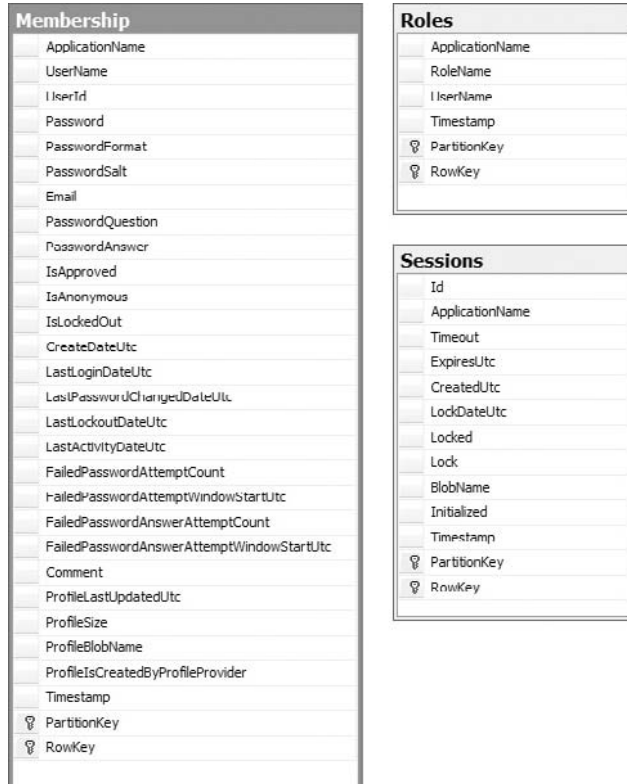 Membership
ApplicationName
UserName
UserId
Password
PasswordFormat
PasswordSalt
Email
PasswordQuestion
PasswordAnswer
IsApproved
IsAnonymous
IsLockedOut
CreateDateUtc
LastLoginDateUtc
LastPasswordChangedDateUtc
LastLockoutDateUtc
LastActivityDateUtc
FailedPasswordAttemptCount
FailedPasswordAttemptWindowStartUtc
FailedPasswordAnswerAttemptCount
FailedPasswordAnswerAttemptWindowStartUtc
Comment
ProfileLastUpdatedUtc
ProfileSize
ProfileBlobName
ProfileIsCreatedByProfileProvider
Timestamp
PartitionKey
RowKey
Roles
ApplicationName
RoleName
UserName
Timestamp
PartitionKey
RowKey
Sessions
Id
ApplicationName
Timeout
ExpiresUtc
CreatedUtc
LockDateUtc
Locked
Lock
BlobName
Initialized
Timestamp
PartitionKey
RowKey